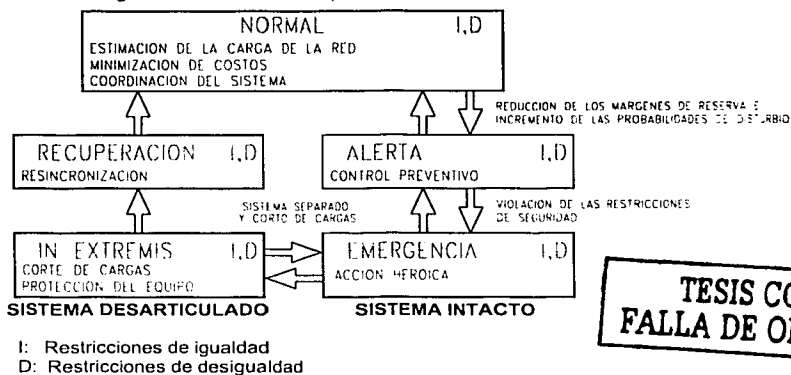 NORMAL I,D
ESTIMACION DE LA CARGA DE LA RED
MINIMIZACION DE COSTOS
COORDINACION DEL SISTEMA
REDUCCION DE LOS MARGENES DE RESERVA E
INCREMENTO DE LAS PROBABILIDADES DE DISTURBIO
RECUPERACION I,D
RESINCRONIZACION
ALERTA I,D
CONTROL PREVENTIVO
SISTEMA SEPARADO
Y CORTO DE CARGAS
VIOLACION DE LAS RESTRICCIONES
DE SEGURIDAD
IN EXTREMIS I,D
CORTE DE CARGAS
PROTECCION DEL EQUIPO
EMERGENCIA I,D
ACCION HEROICA
SISTEMA DESARTICULADO
SISTEMA INTACTO
TESIS CO
FALLA DE
I: Restricciones de igualdad
D: Restricciones de desigualdad